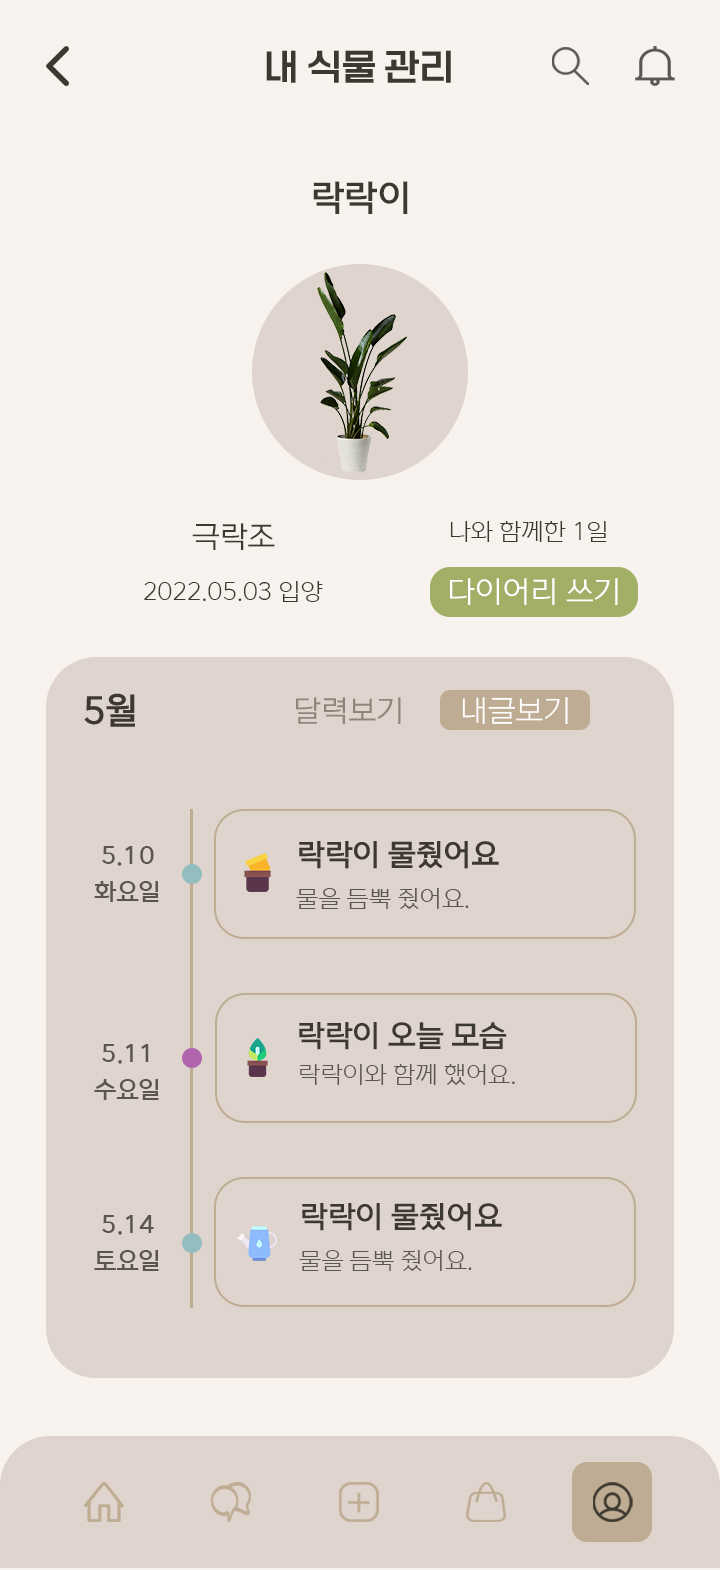 내 식물 관리
락락이
극락조
나와 함께한 1일
2022.05.03 입양
다이어리 쓰기
5월
달력보기
내글보기
5.10
화요일
락락이 물줬어요
물을 듬뿍 줬어요.
5.11
수요일
락락이 오늘 모습
락락이와 함께 했어요.
5.14
토요일
락락이 물줬어요
물을 듬뿍 줬어요.